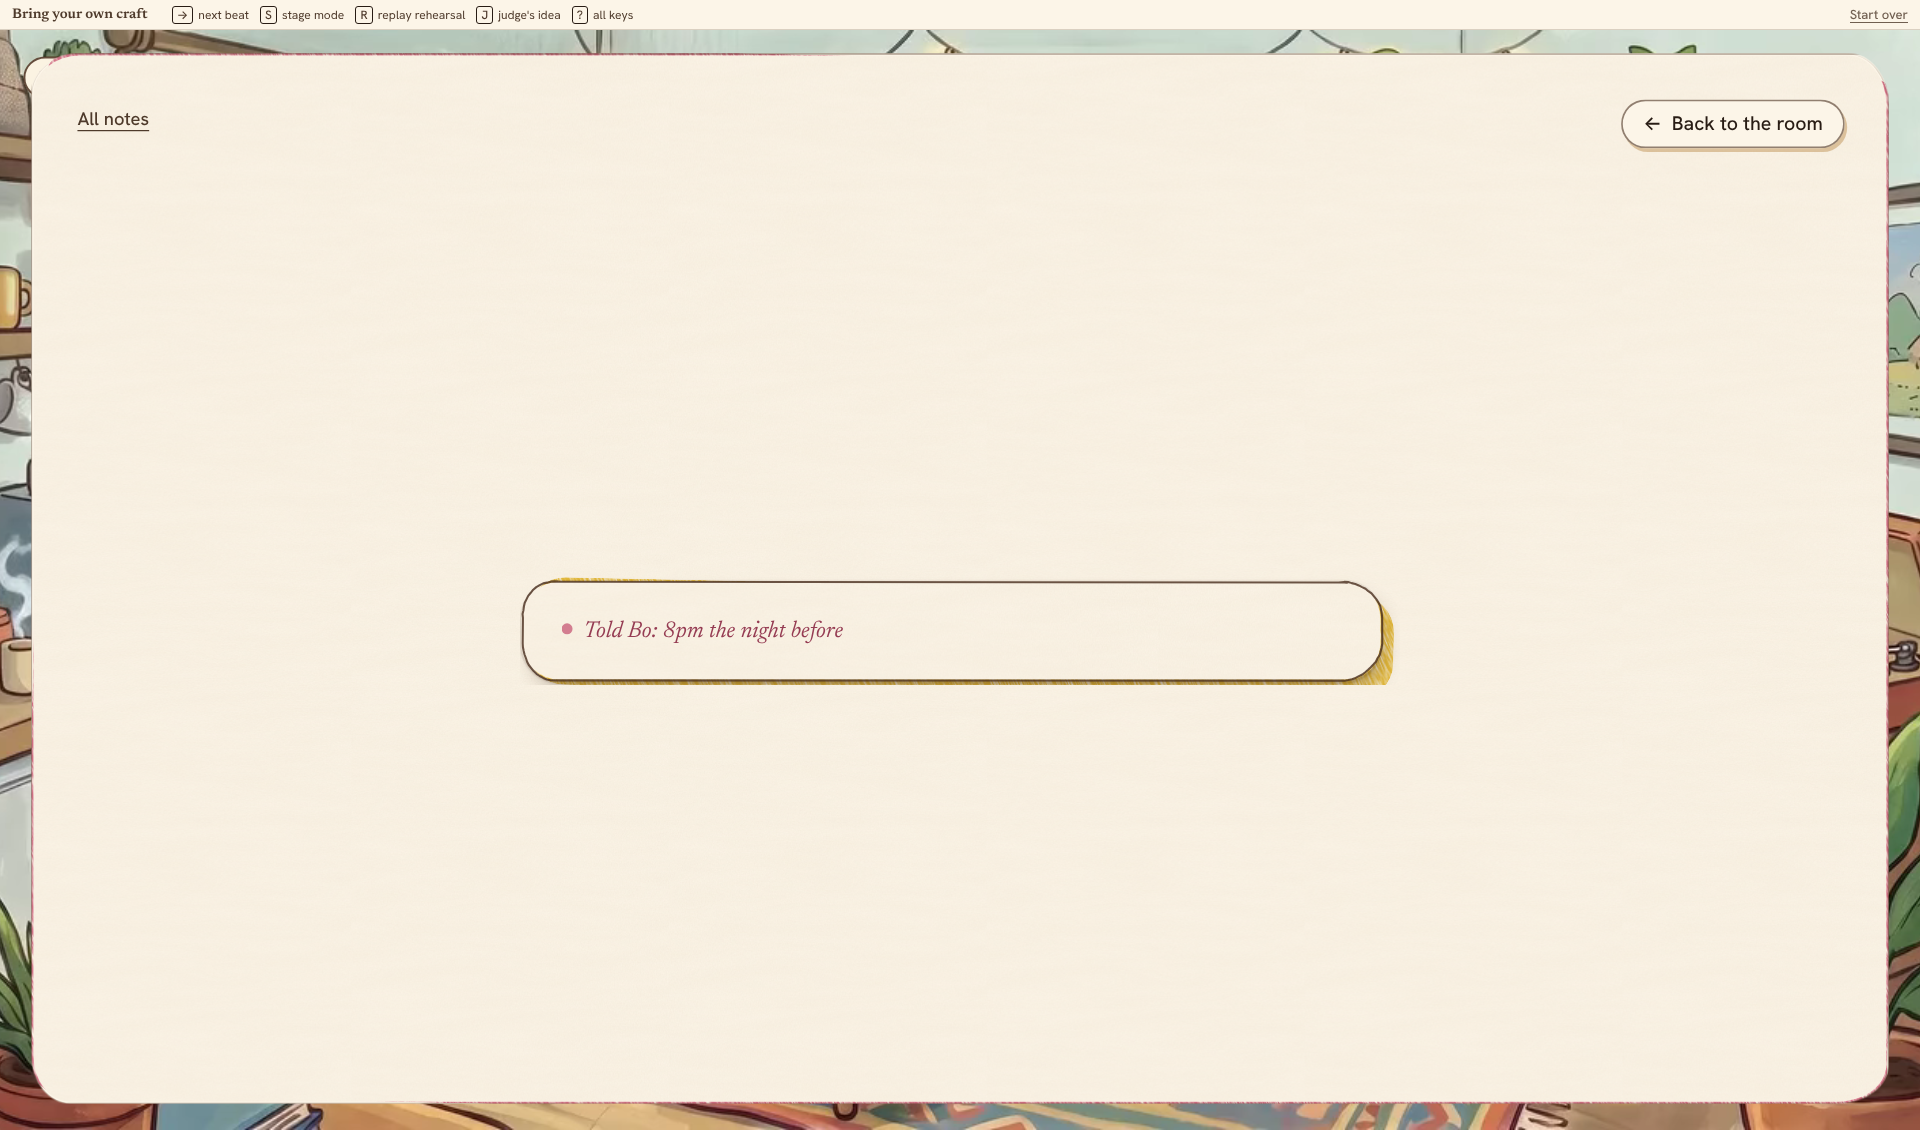 Bring your own craft → next beat S stage mode R replay rehearsal J judge's idea ? all keys Start over
All notes
← Back to the room
Told Bo: 8pm the night before